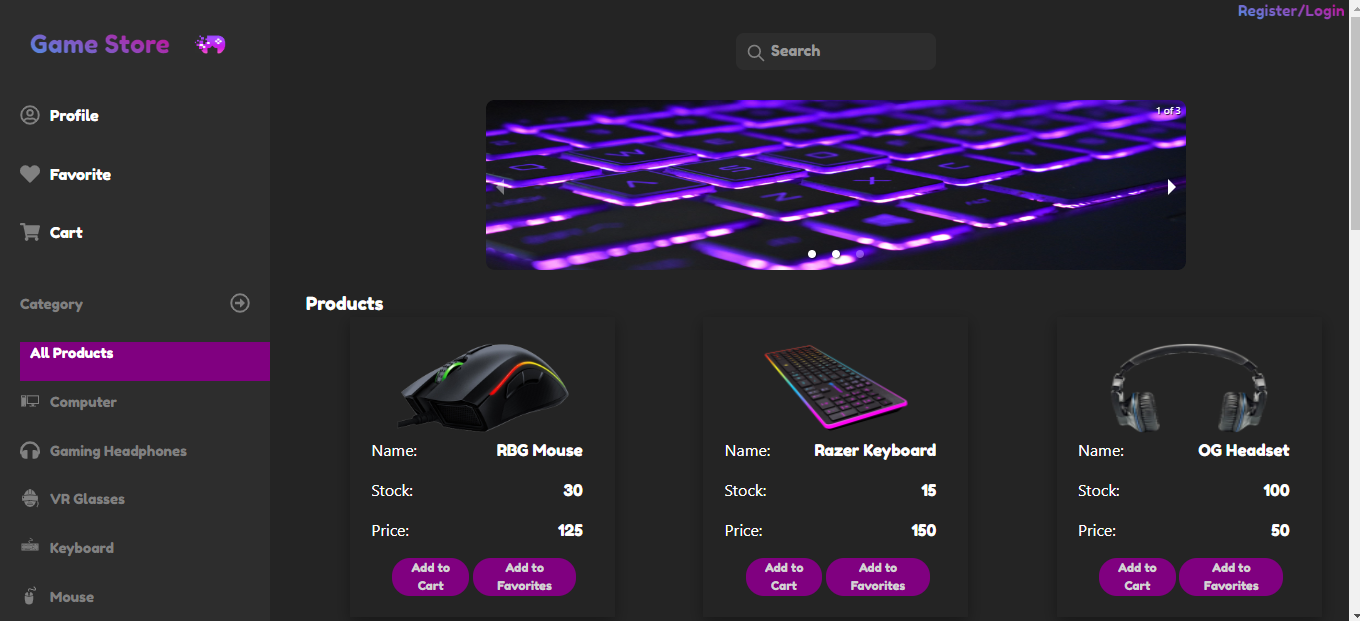 Register/Login
Game Store
Search
Profile
Favorite
Cart
Category
All Products
Computer
Gaming Headphones
VR Glasses
Keyboard
Mouse
1 of 3
Products
Name: RBG Mouse
Stock: 30
Price: 125
Add to
Cart
Add to
Favorites
Name: Razer Keyboard
Stock: 15
Price: 150
Add to
Cart
Add to
Favorites
Name: OG Headset
Stock: 100
Price: 50
Add to
Cart
Add to
Favorites